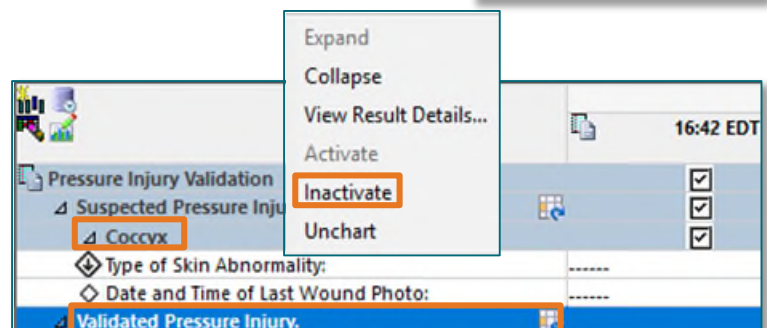 Expand
Collapse
View Result Details...
Activate
Inactivate
Unchart
16:42 EDT
Pressure Injury Validation
Suspected Pressure Inju
Coccyx
Type of Skin Abnormality: ------
Date and Time of Last Wound Photo: ------
Validated Pressure Injury,